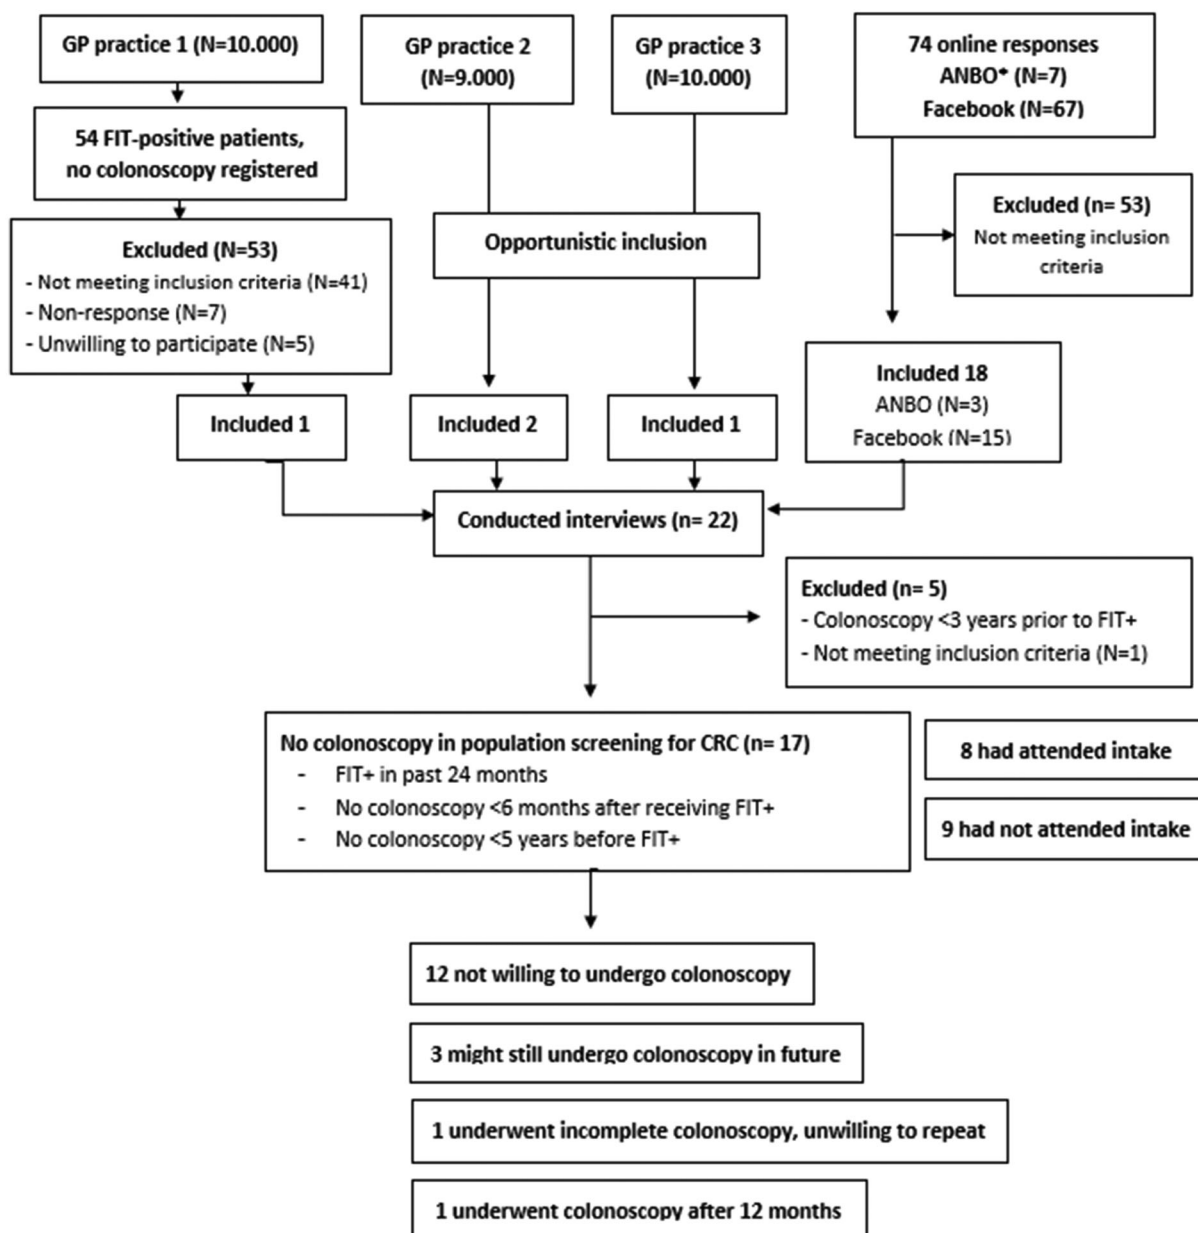 GP practice 1 (N=10.000)
54 FIT-positive patients,
no colonoscopy registered
Excluded (N=53)
- Not meeting inclusion criteria (N=41)
- Non-response (N=7)
- Unwilling to participate (N=5)
Included 1
GP practice 2
(N=9.000)
GP practice 3
(N=10.000)
Opportunistic inclusion
Included 2
Included 1
74 online responses
ANBO* (N=7)
Facebook (N=67)
Excluded (n= 53)
Not meeting inclusion
criteria
Included 18
ANBO (N=3)
Facebook (N=15)
Conducted interviews (n= 22)
Excluded (n= 5)
- Colonoscopy <3 years prior to FIT+
- Not meeting inclusion criteria (N=1)
No colonoscopy in population screening for CRC (n= 17)
- FIT+ in past 24 months
- No colonoscopy <6 months after receiving FIT+
- No colonoscopy <5 years before FIT+
8 had attended intake
9 had not attended intake
12 not willing to undergo colonoscopy
3 might still undergo colonoscopy in future
1 underwent incomplete colonoscopy, unwilling to repeat
1 underwent colonoscopy after 12 months